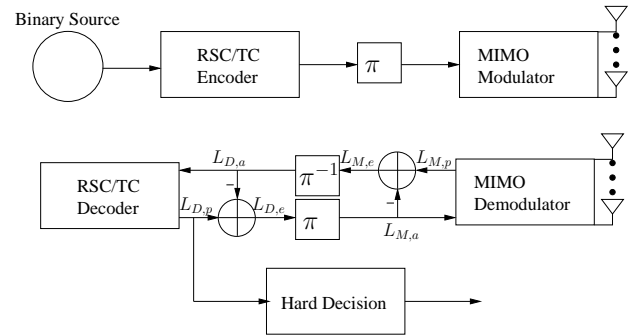 Binary Source
RSC/TC
Encoder
π
MIMO
Modulator
RSC/TC
Decoder
L_{D,a}
π^{-1}
L_{M,e}
L_{M,p}
MIMO
Demodulator
L_{D,p}
L_{D,e}
π
L_{M,a}
Hard Decision